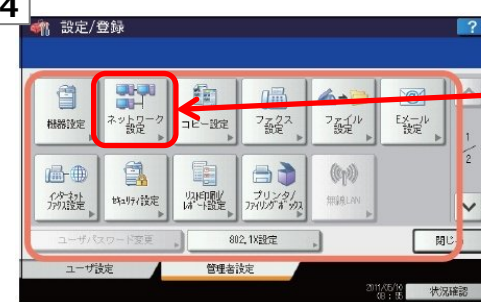 4
設定/登録
?
機器設定
ネットワーク
設定
コピー設定
ファクス
設定
ファイル
設定
Eメール
設定
1
2
インターネット
ファクス設定
セキュリティ設定
リスト印刷/
レポート設定
プリンタ/
ファイリングボックス
無線LAN
ユーザパスワード変更
802.1X設定
閉じ
ユーザ設定
管理者設定
2011/05/10
状況確認